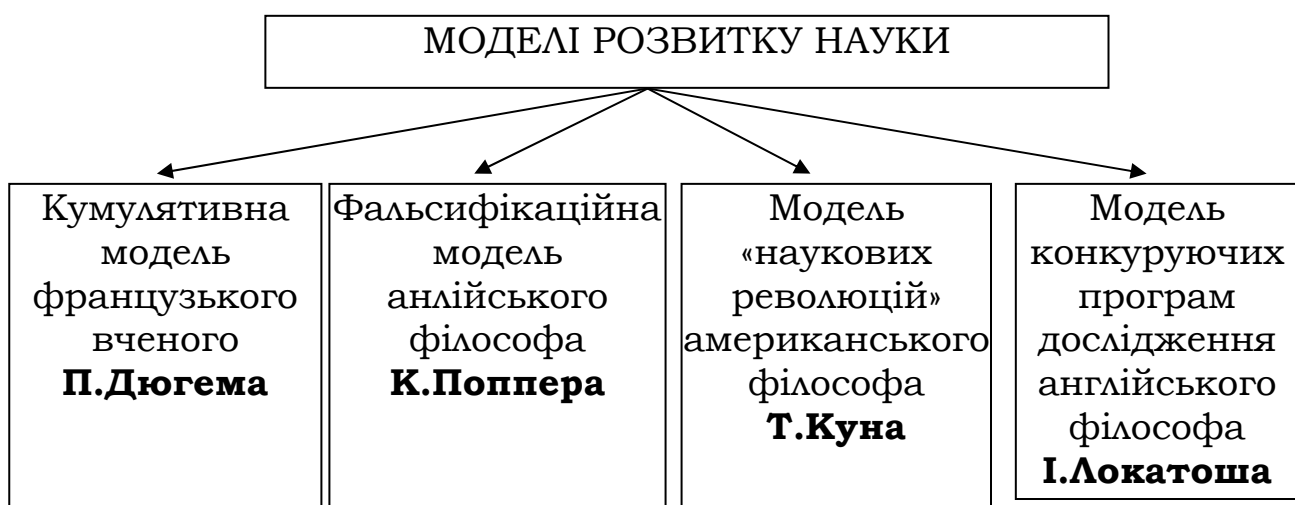 МОДЕЛІ РОЗВИТКУ НАУКИ
Кумулятивна
модель
французького
вченого
П.Дюгема
Фальсифікаційна
модель
анлійського
філософа
К.Поппера
Модель
«наукових
революцій»
американського
філософа
Т.Куна
Модель
конкуруючих
програм
дослідження
англійського
філософа
І.Локатоша